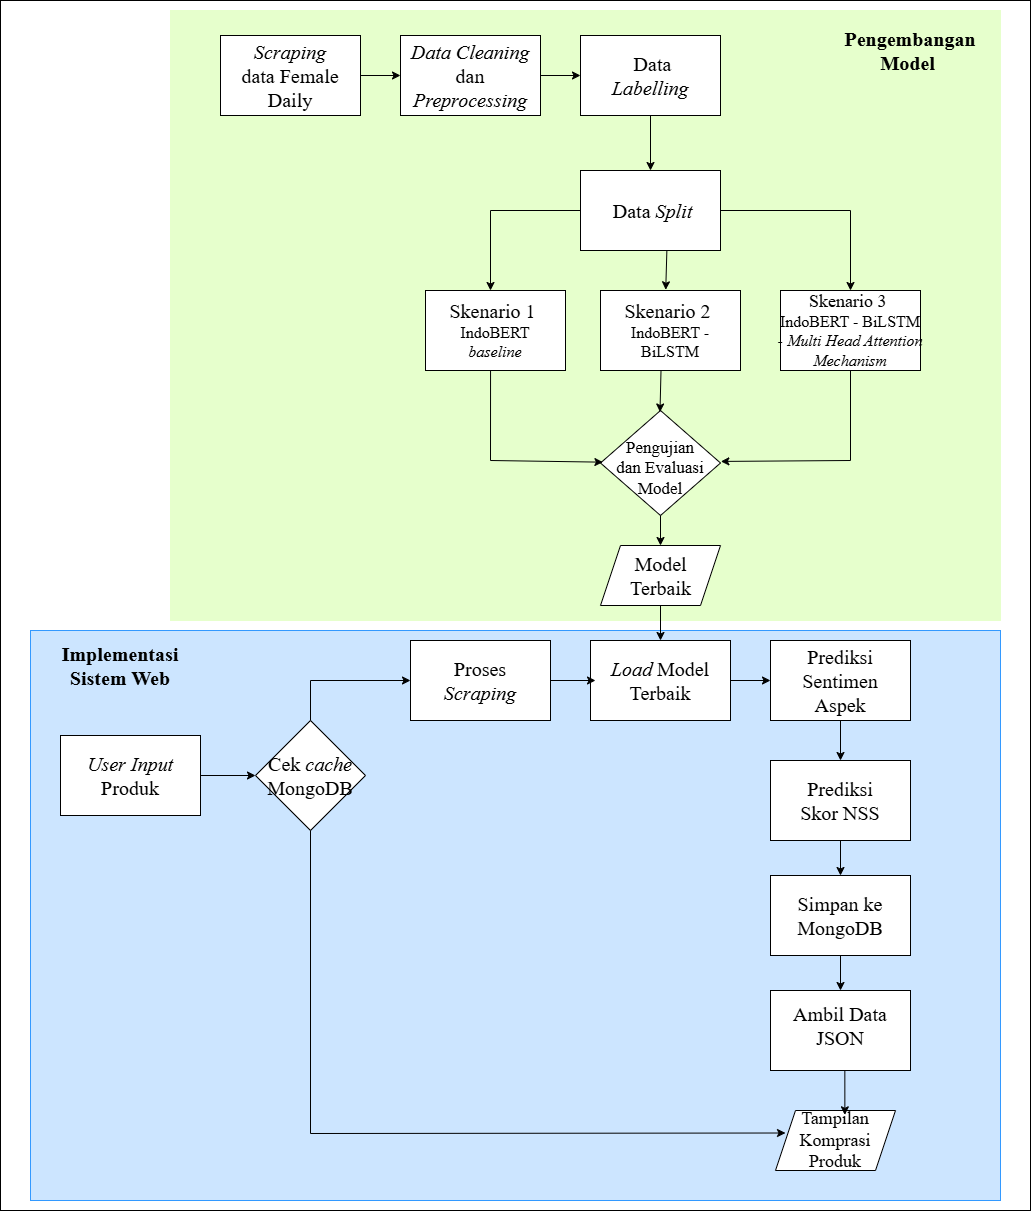 Pengembangan
Model
Scraping
data Female
Daily
Data Cleaning
dan
Preprocessing
Data
Labelling
Data Split
Skenario 1
IndoBERT
baseline
Skenario 2
IndoBERT -
BiLSTM
Skenario 3
IndoBERT - BiLSTM
- Multi Head Attention
Mechanism
Pengujian
dan Evaluasi
Model
Model
Terbaik
Implementasi
Sistem Web
User Input
Produk
Cek cache
MongoDB
Proses
Scraping
Load Model
Terbaik
Prediksi
Sentimen
Aspek
Prediksi
Skor NSS
Simpan ke
MongoDB
Ambil Data
JSON
Tampilan
Komprasi
Produk